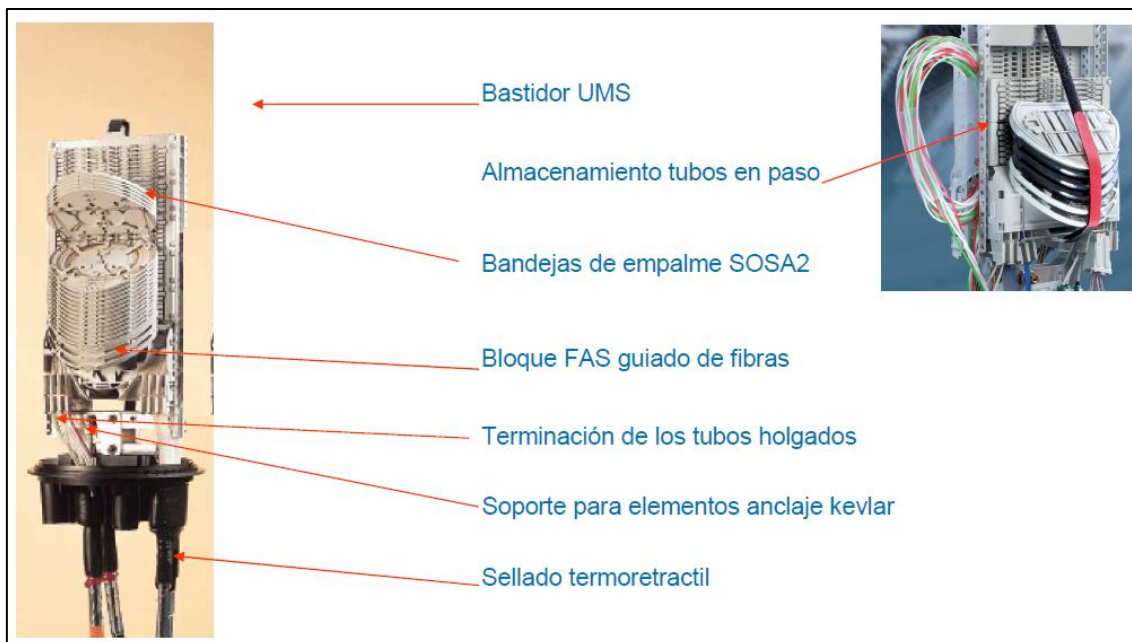 Bastidor UMS
Almacenamiento tubos en paso
Bandejas de empalme SOSA2
Bloque FAS guiado de fibras
Terminación de los tubos holgados
Soporte para elementos anclaje kevlar
Sellado termoretractil